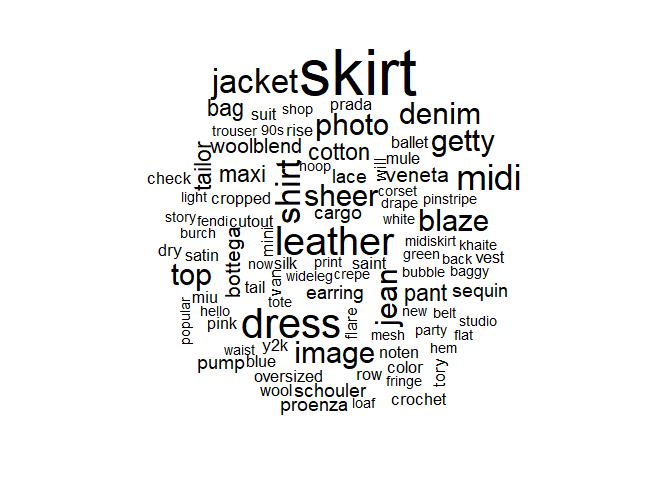 skirt
jacket
bag
suit
shop
prada
denim
trouser
90s
rise
photo
getty
woolblend
cotton
ballet
tailor
noop
will
mule
check
maxi
shirt
lace
veneta
midi
light
cropped
sheer
corset
drape
pinstripe
story
fendi
cutout
cargo
white
blaze
burch
mini
leather
midiskirt
khaite
dry
satin
bottega
now
silk
print
saint
green
back
vest
top
van
wideleg
crepe
bubble
baggy
miu
tail
tote
earring
jean
pant
sequin
popular
hello
pink
dress
flare
new
belt
studio
mesh
party
flat
waist
y2k
image
noten
hem
pump
blue
color
tory
oversized
row
fringe
wool
schouler
proenza
loaf
crochet